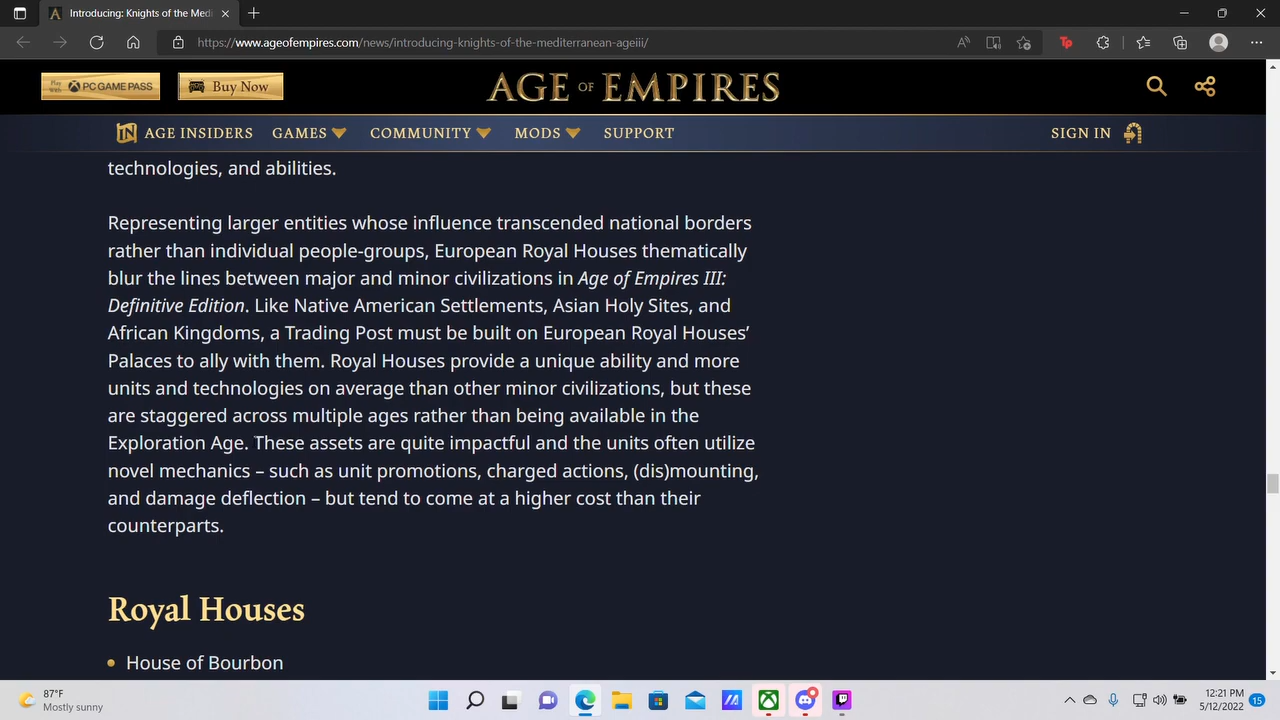 Introducing: Knights of the Medi
https://www.ageofempires.com/news/introducing-knights-of-the-mediterranean-ageiii/
Play With PC GAME PASS
Buy Now
AGE OF EMPIRES
IN AGE INSIDERS GAMES COMMUNITY MODS SUPPORT SIGN IN
technologies, and abilities.
Representing larger entities whose influence transcended national borders
rather than individual people-groups, European Royal Houses thematically
blur the lines between major and minor civilizations in Age of Empires III:
Definitive Edition. Like Native American Settlements, Asian Holy Sites, and
African Kingdoms, a Trading Post must be built on European Royal Houses’
Palaces to ally with them. Royal Houses provide a unique ability and more
units and technologies on average than other minor civilizations, but these
are staggered across multiple ages rather than being available in the
Exploration Age. These assets are quite impactful and the units often utilize
novel mechanics – such as unit promotions, charged actions, (dis)mounting,
and damage deflection – but tend to come at a higher cost than their
counterparts.
Royal Houses
House of Bourbon
87°F
Mostly sunny
12:21 PM
5/12/2022
15